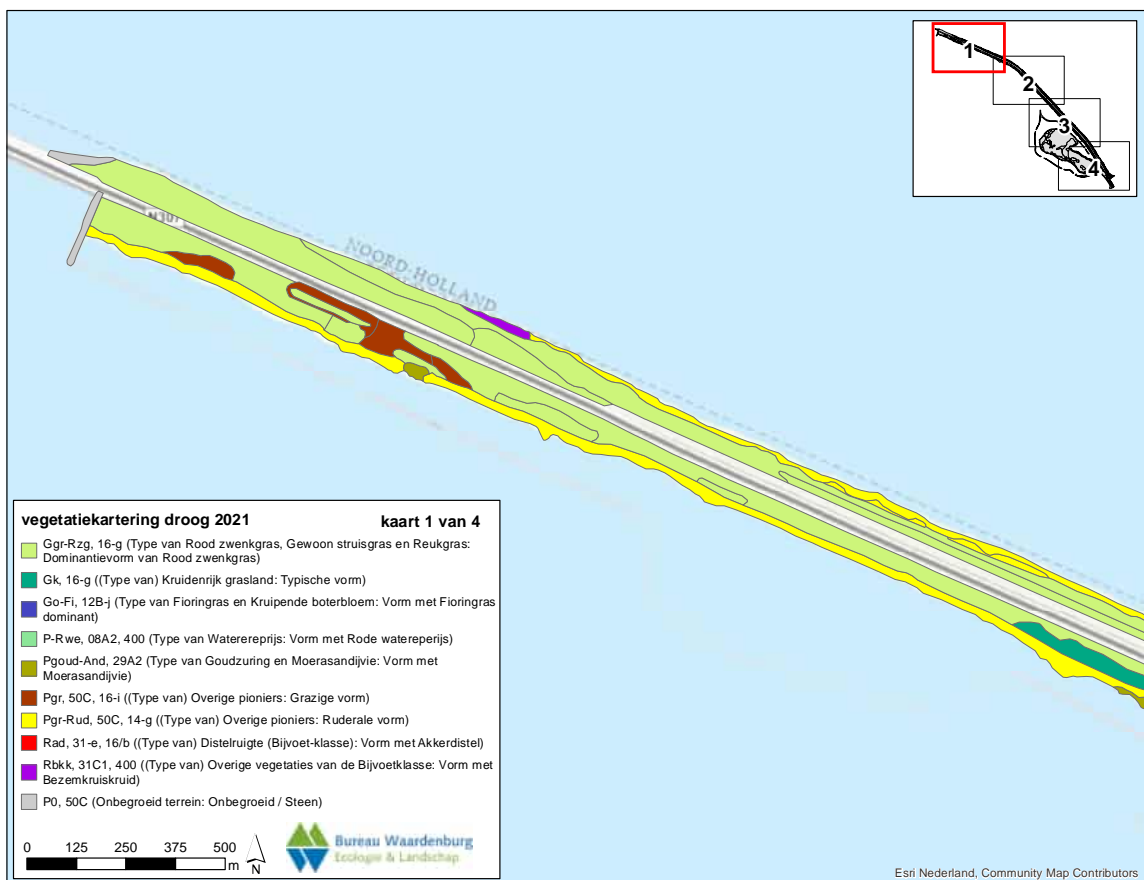 1
2
3
4
N301
NOORD-HOLLAND
vegetatiekartering droog 2021 kaart 1 van 4
Ggr-Rzg, 16-g (Type van Rood zwenkgras, Gewoon struisgras en Reukgras:
Dominantievorm van Rood zwenkgras)
Gk, 16-g ((Type van) Kruidenrijk grasland: Typische vorm)
Go-Fi, 12B-j (Type van Fioringras en Kruipende boterbloem: Vorm met Fioringras
dominant)
P-Rwe, 08A2, 400 (Type van Waterereprijs: Vorm met Rode watereperijs)
Pgoud-And, 29A2 (Type van Goudzuring en Moerasandijvie: Vorm met
Moerasandijvie)
Pgr, 50C, 16-i ((Type van) Overige pioniers: Grazige vorm)
Pgr-Rud, 50C, 14-g ((Type van) Overige pioniers: Ruderale vorm)
Rad, 31-e, 16/b ((Type van) Distelruigte (Bijvoet-klasse): Vorm met Akkerdistel)
Rbkk, 31C1, 400 ((Type van) Overige vegetaties van de Bijvoetklasse: Vorm met
Bezemkruiskruid)
P0, 50C (Onbegroeid terrein: Onbegroeid / Steen)
0 125 250 375 500
m
N
Bureau Waardenburg
Ecologie & Landschap
Esri Nederland, Community Map Contributors